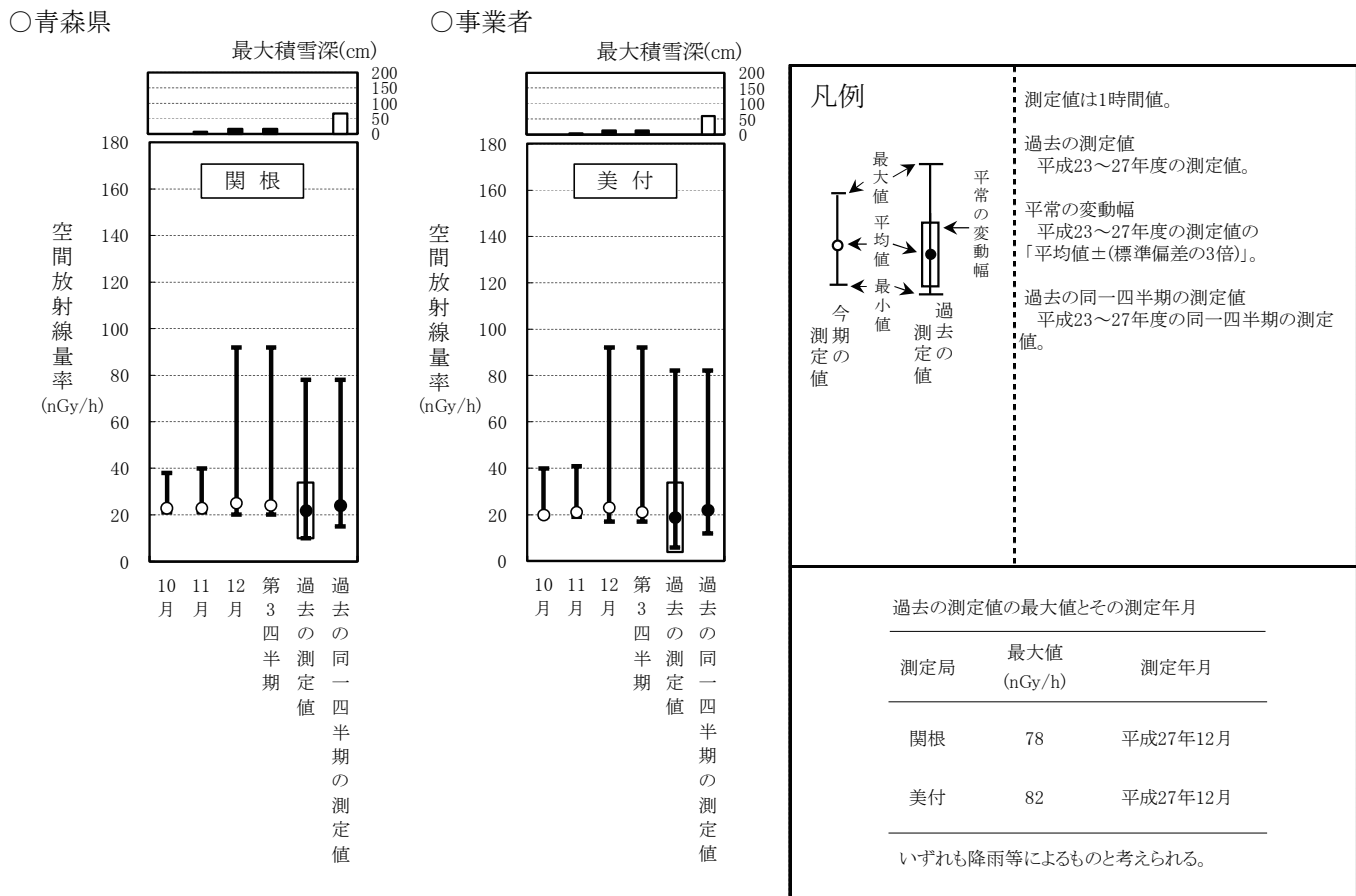 ○青森県
最大積雪深(cm)
200
150
100
50
0
関 根
空間放射線量率
(nGy/h)
180
160
140
120
100
80
60
40
20
0
10月
11月
12月
第3四半期
過去の測定値
過去の同一四半期の測定値
○事業者
最大積雪深(cm)
200
150
100
50
0
美 付
空間放射線量率
(nGy/h)
180
160
140
120
100
80
60
40
20
0
10月
11月
12月
第3四半期
過去の測定値
過去の同一四半期の測定値
凡例
最大値
平均値
最小値
平常の変動幅
今期の測定値
過去の測定値
測定値は1時間値。
過去の測定値
平成23～27年度の測定値。
平常の変動幅
平成23～27年度の測定値の
「平均値±(標準偏差の3倍)」。
過去の同一四半期の測定値
平成23～27年度の同一四半期の測定
値。
過去の測定値の最大値とその測定年月
測定局 最大値 (nGy/h) 測定年月
関根 78 平成27年12月
美付 82 平成27年12月
いずれも降雨等によるものと考えられる。